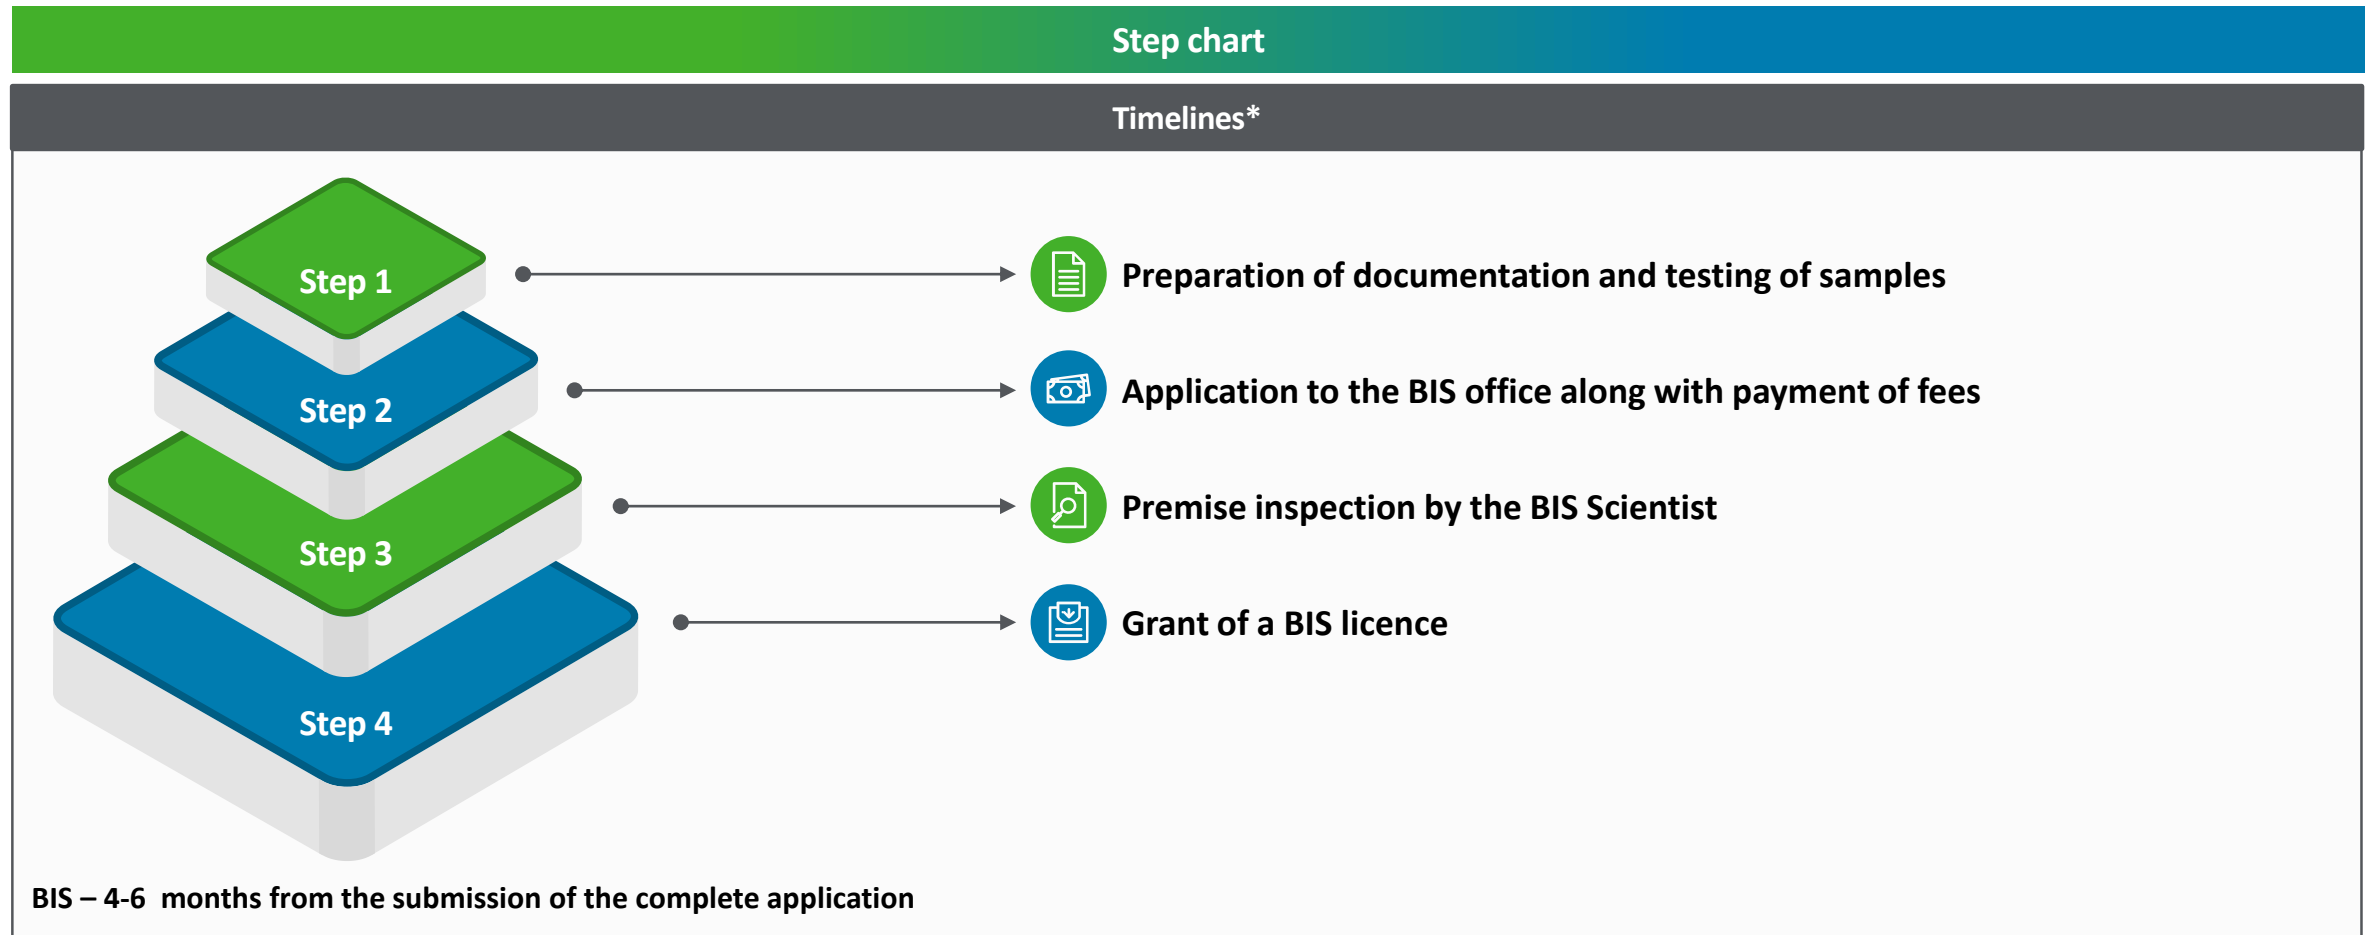 Step chart
Timelines*
Step 1
Preparation of documentation and testing of samples
Step 2
Application to the BIS office along with payment of fees
Step 3
Premise inspection by the BIS Scientist
Step 4
Grant of a BIS licence
BIS – 4-6  months from the submission of the complete application